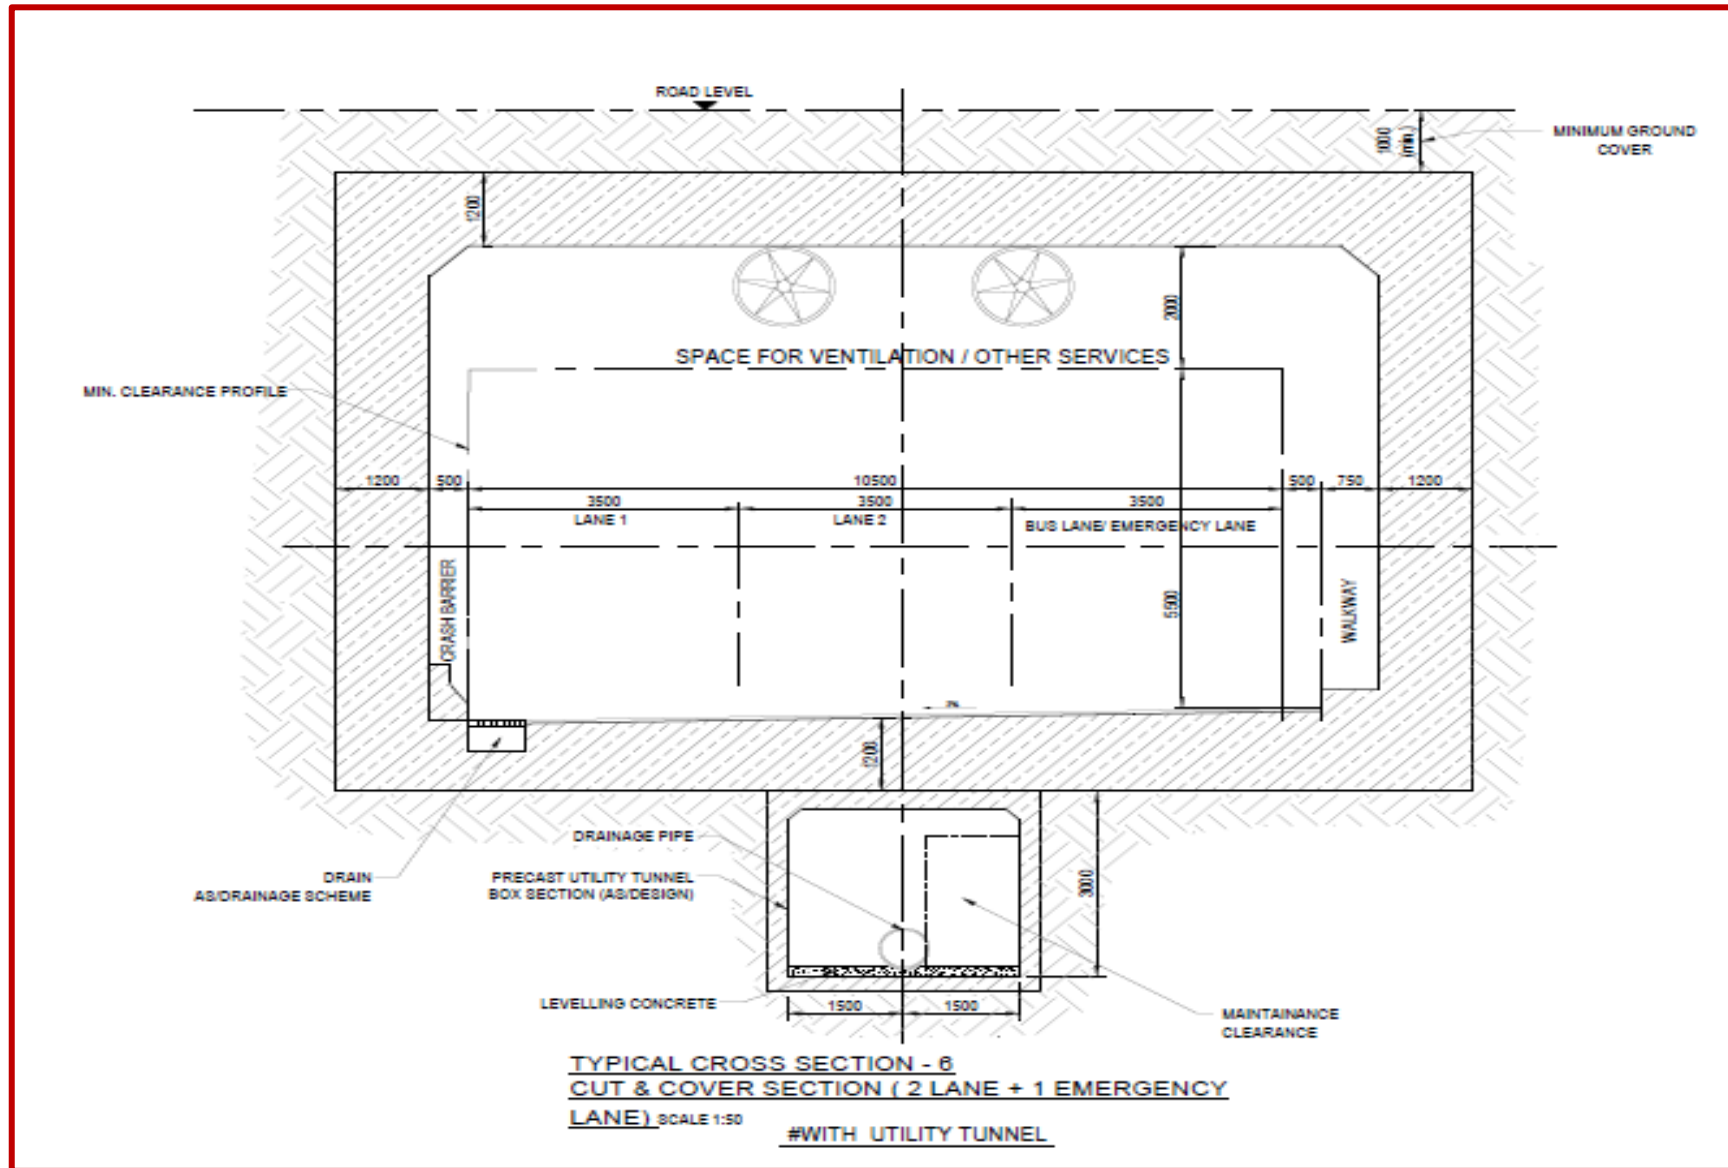 ROAD LEVEL
1000
(min.)
MINIMUM GROUND
COVER
1200
2000
SPACE FOR VENTILATION / OTHER SERVICES
MIN. CLEARANCE PROFILE
1200
500
10500
500
750
1200
3500
3500
3500
LANE 1
LANE 2
BUS LANE/ EMERGENCY LANE
CRASH BARRIER
5500
WALKWAY
1200
DRAINAGE PIPE
DRAIN
AS/DRAINAGE SCHEME
PRECAST UTILITY TUNNEL
BOX SECTION (AS/DESIGN)
3000
LEVELLING CONCRETE
1500
1500
MAINTAINANCE
CLEARANCE
TYPICAL CROSS SECTION - 6
CUT & COVER SECTION ( 2 LANE + 1 EMERGENCY
LANE) SCALE 1:50
#WITH UTILITY TUNNEL